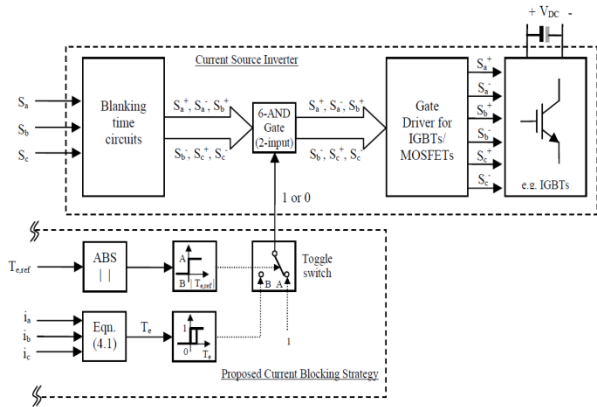 + V_DC -
Current Source Inverter
S_a
S_b
S_c
Blanking
time
circuits
S_a^+, S_a^-, S_b^+
S_b^-, S_c^+, S_c^-
6-AND
Gate
(2-input)
S_a^+, S_a^-, S_b^+
S_b^-, S_c^+, S_c^-
Gate
Driver for
IGBTs/
MOSFETs
S_a^+
S_a^-
S_b^+
S_b^-
S_c^+
S_c^-
e.g. IGBTs
1 or 0
T_e,ref
ABS
| |
A
B
|T_e,ref|
Toggle
switch
B
A
1
i_a
i_b
i_c
Eqn.
(4.1)
T_e
1
0
T_e
Proposed Current Blocking Strategy